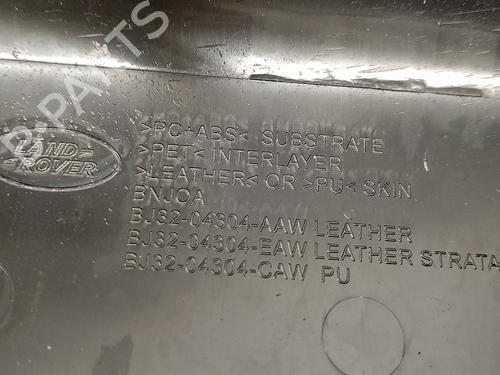 B-PARTS
LAND-
-ROVER
>PC+ABS< SUBSTRATE
>PET< INTERLAYER
>LEATHER< OR >PU< SKIN
BNJOA
BJ32-04304-AAW LEATHER
BJ32-04304-EAW LEATHER STRATA
BJ32-04304-CAW PU